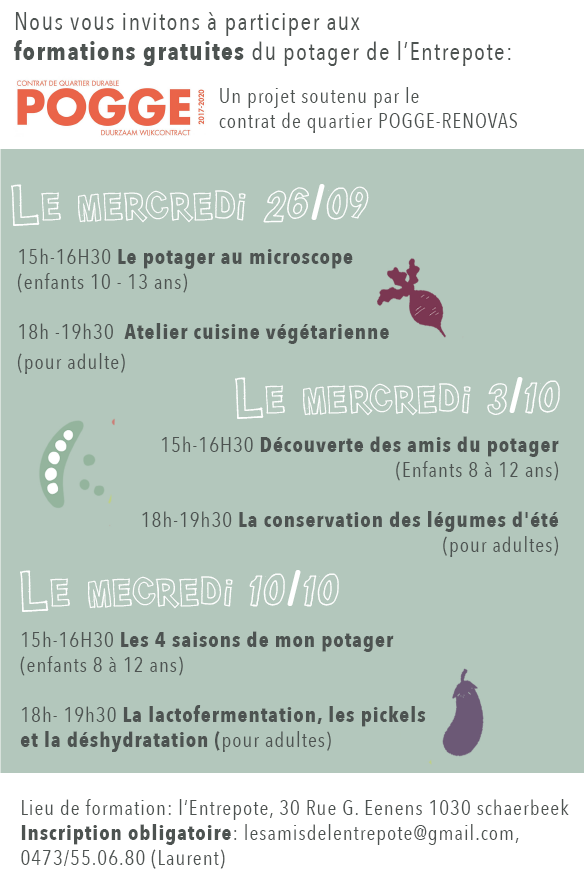 Nous vous invitons à participer aux
formations gratuites du potager de l'Entrepote:
CONTRAT DE QUARTIER DURABLE
POGGE 2017-2020
DUURZAAM WIJKCONTRACT
Un projet soutenu par le
contrat de quartier POGGE-RENOVAS
Le mercredi 26/09
15h-16H30 Le potager au microscope
(enfants 10 - 13 ans)
18h -19h30 Atelier cuisine végétarienne
(pour adulte)
Le mercredi 3/10
15h-16H30 Découverte des amis du potager
(Enfants 8 à 12 ans)
18h-19h30 La conservation des légumes d'été
(pour adultes)
Le mecredi 10/10
15h-16H30 Les 4 saisons de mon potager
(enfants 8 à 12 ans)
18h- 19h30 La lactofermentation, les pickels
et la déshydratation (pour adultes)
Lieu de formation: l'Entrepote, 30 Rue G. Eenens 1030 schaerbeek
Inscription obligatoire: lesamisdelentrepote@gmail.com,
0473/55.06.80 (Laurent)